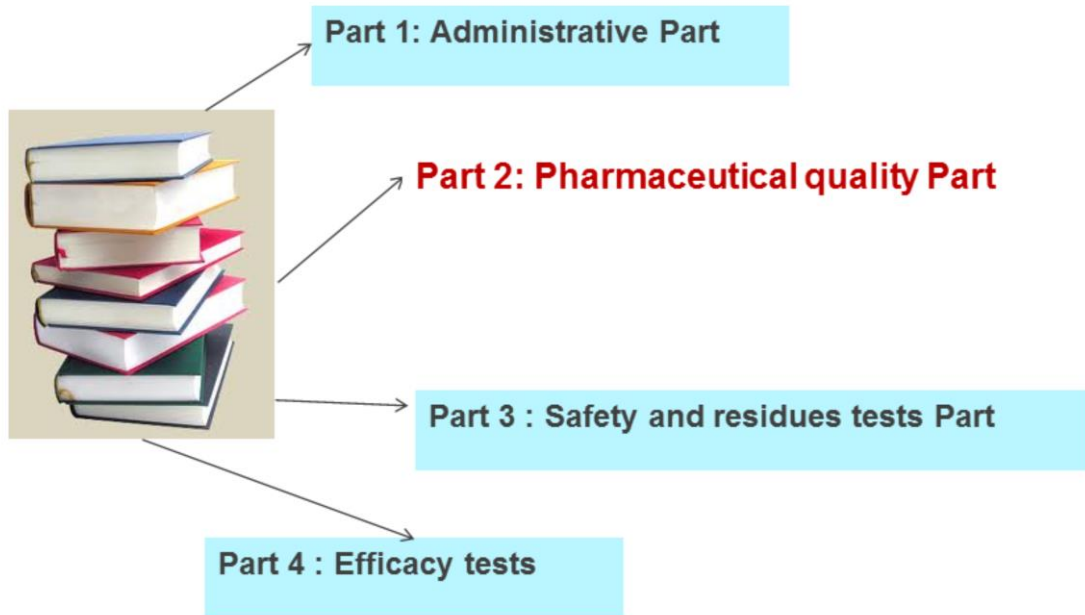 Part 1: Administrative Part
Part 2: Pharmaceutical quality Part
Part 3 : Safety and residues tests Part
Part 4 : Efficacy tests